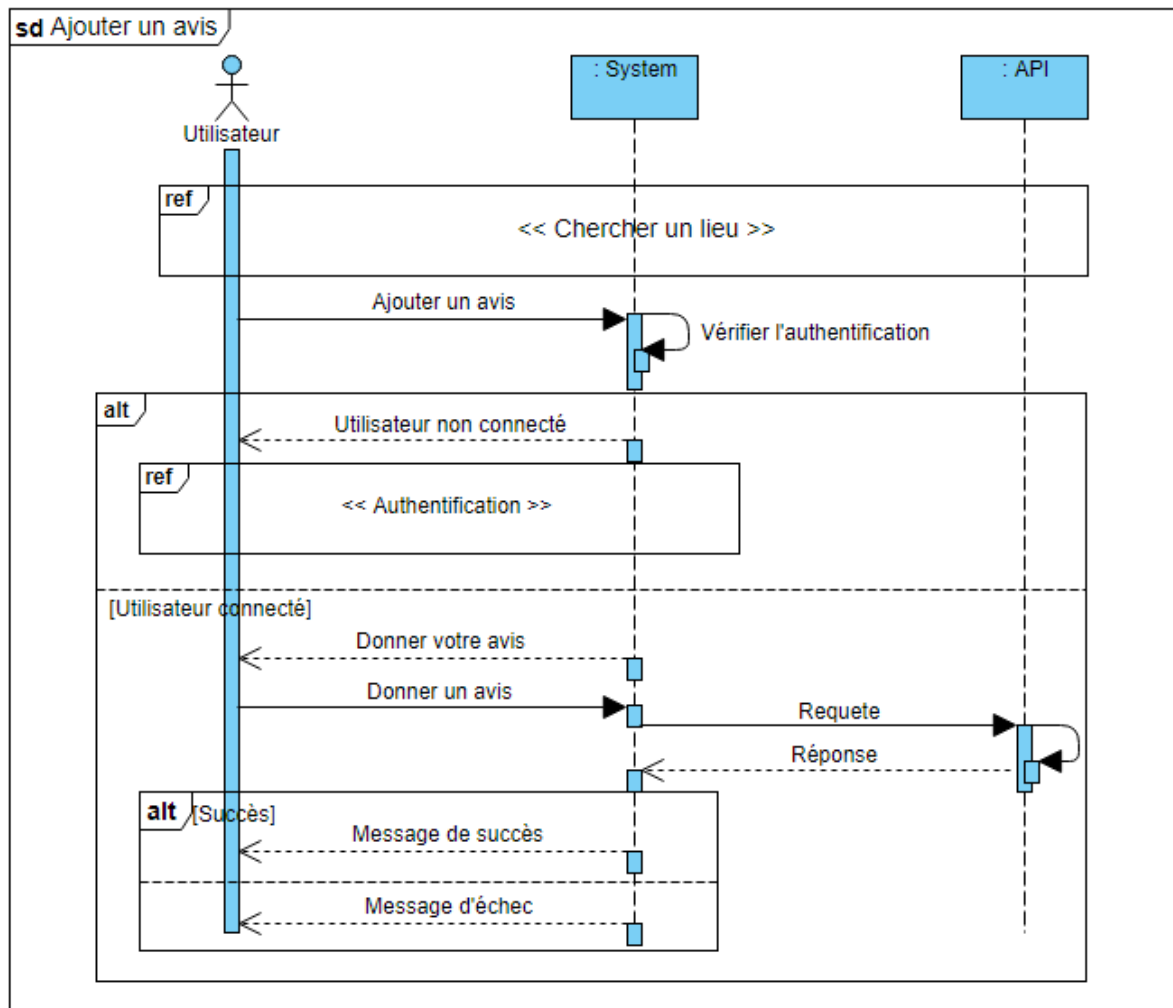 sd Ajouter un avis
: System
: API
Utilisateur
ref
<< Chercher un lieu >>
Ajouter un avis
Vérifier l'authentification
alt
Utilisateur non connecté
ref
<< Authentification >>
[Utilisateur connecté]
Donner votre avis
Donner un avis
Requete
Réponse
alt [Succès]
Message de succès
Message d'échec